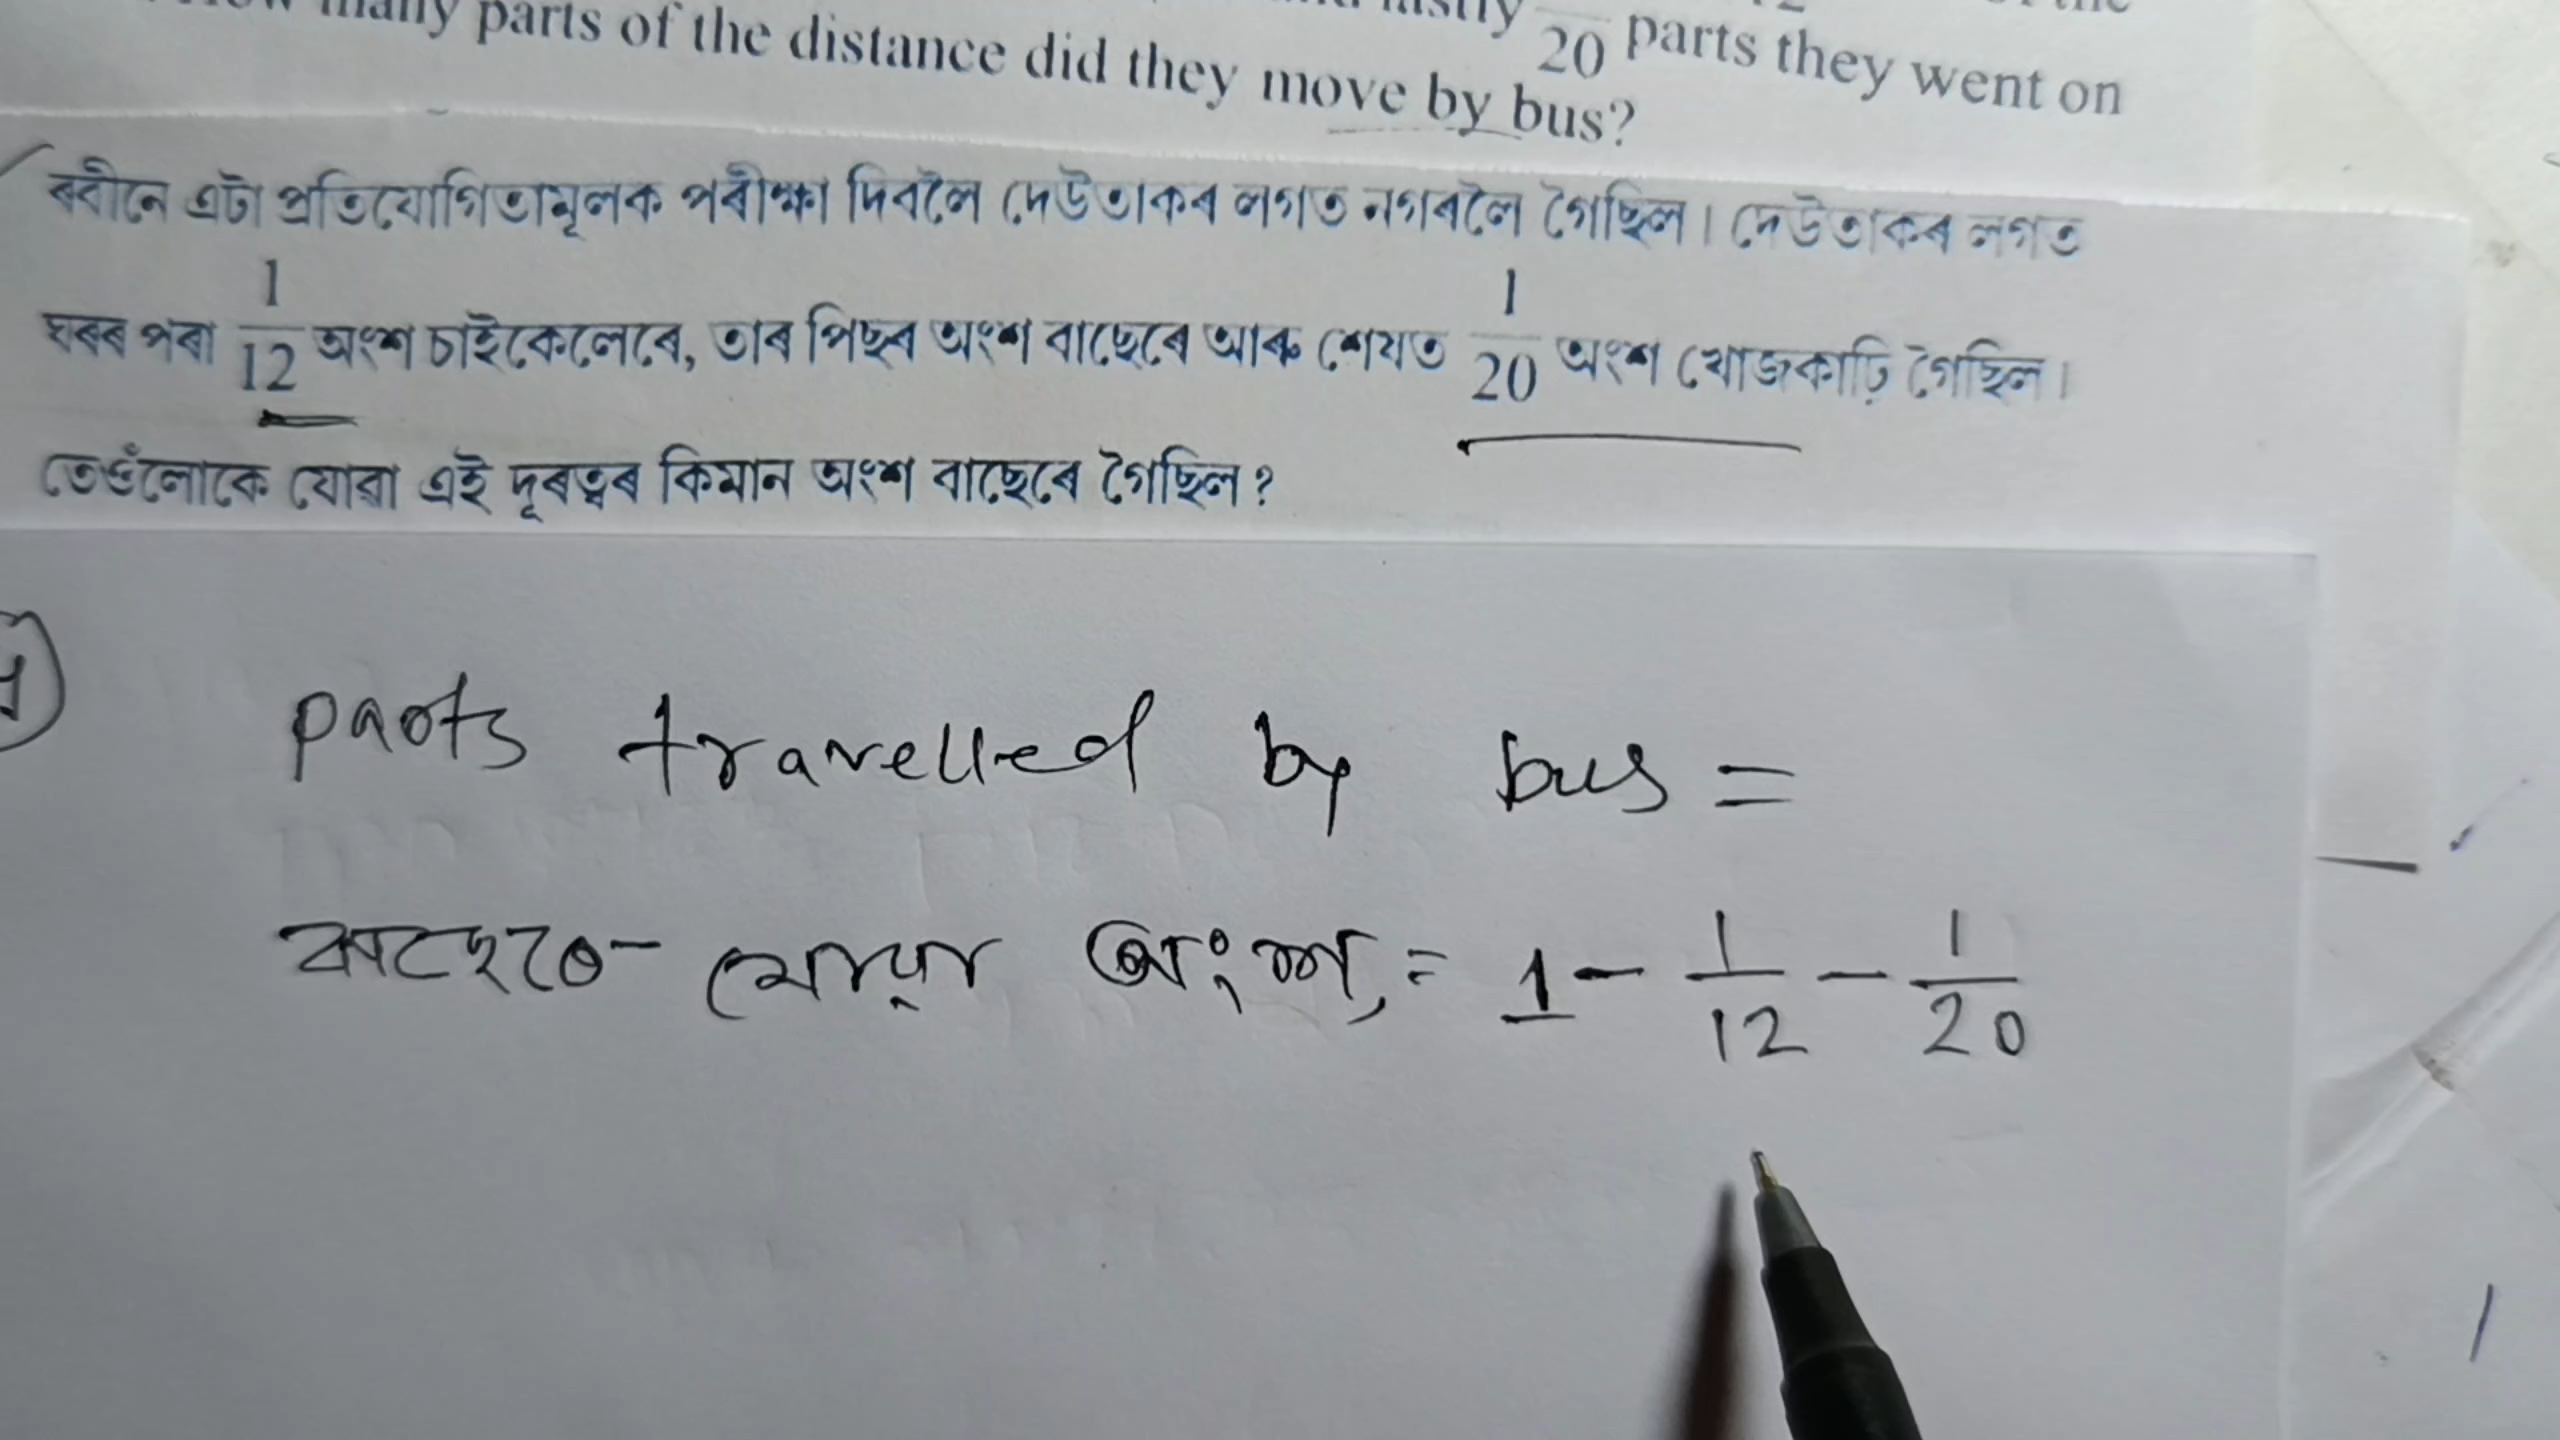 many parts of the distance did they move by bus? 20 parts they went on
ৰবীনে এটা প্ৰতিযোগিতামূলক পৰীক্ষা দিবলৈ দেউতাকৰ লগত নগৰলৈ গৈছিল। দেউতাকৰ লগত
ঘৰৰ পৰা 1/12 অংশ চাইকেলেৰে, তাৰ পিছৰ অংশ বাছেৰে আৰু শেষত 1/20 অংশ খোজকাঢ়ি গৈছিল।
তেওঁলোকে যোৱা এই দূৰত্বৰ কিমান অংশ বাছেৰে গৈছিল?
parts travelled by bus =
বাছেৰে যোৱা অংশ = 1 - 1/12 - 1/20